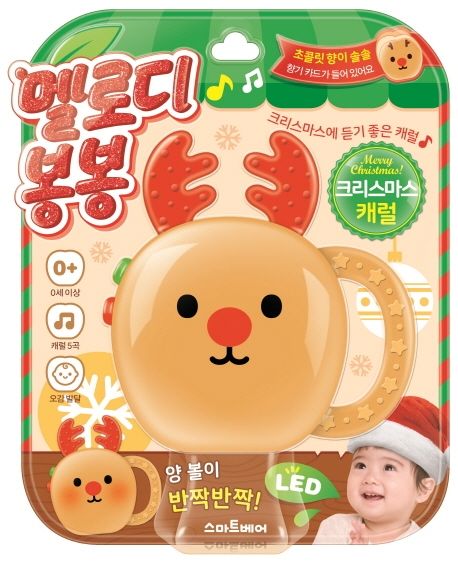 초콜릿 향이 솔솔
향기 카드가 들어 있어요
멜로디
봉봉
크리스마스에 듣기 좋은 캐럴
Merry
Christmas!
크리스마스
캐럴
0+
0세 이상
캐럴 5곡
오감 발달
양 볼이
반짝반짝!
LED
스마트베어